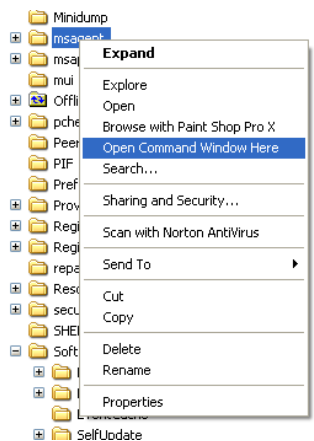 Minidump
msagent
Expand
Explore
mui
Open
Browse with Paint Shop Pro X
Open Command Window Here
PIF
Search...
Sharing and Security...
Scan with Norton AntiVirus
Send To
Cut
Copy
Delete
Rename
Properties
SelfUpdate